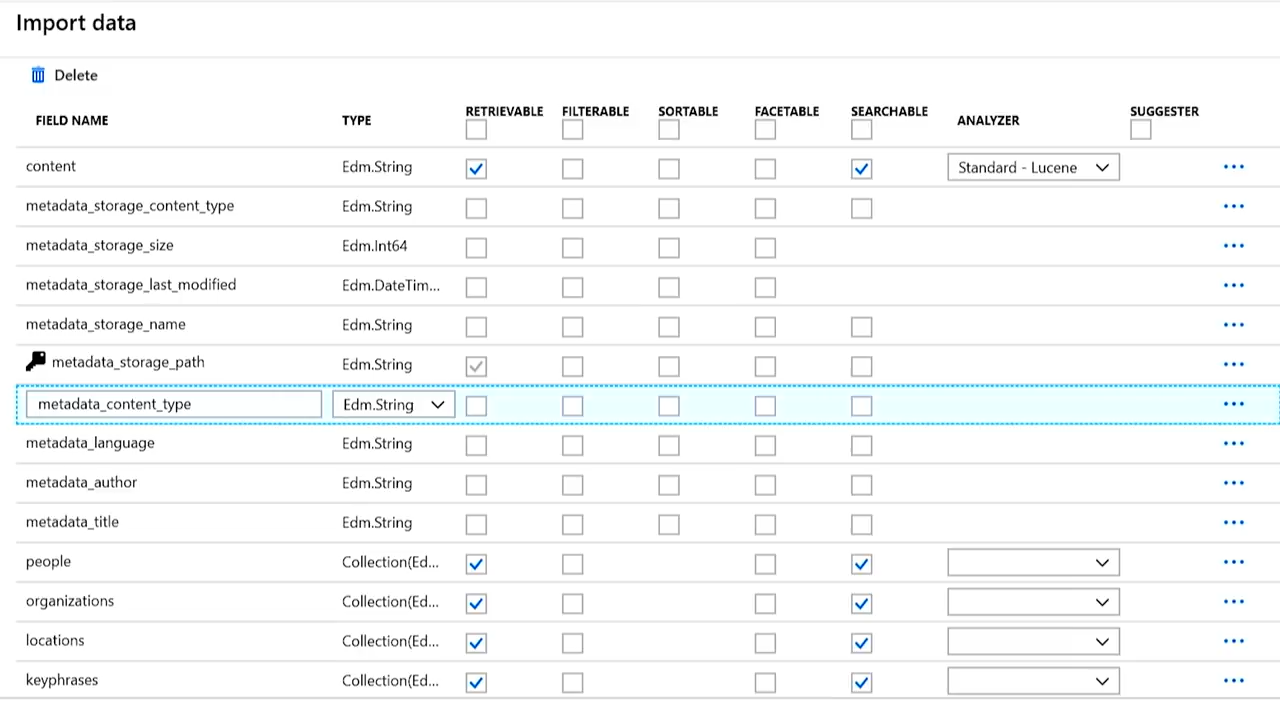 Import data
Delete
FIELD NAME TYPE RETRIEVABLE FILTERABLE SORTABLE FACETABLE SEARCHABLE ANALYZER SUGGESTER
content Edm.String Standard - Lucene
metadata_storage_content_type Edm.String
metadata_storage_size Edm.Int64
metadata_storage_last_modified Edm.DateTim...
metadata_storage_name Edm.String
metadata_storage_path Edm.String
metadata_content_type Edm.String
metadata_language Edm.String
metadata_author Edm.String
metadata_title Edm.String
people Collection(Ed...
organizations Collection(Ed...
locations Collection(Ed...
keyphrases Collection(Ed...